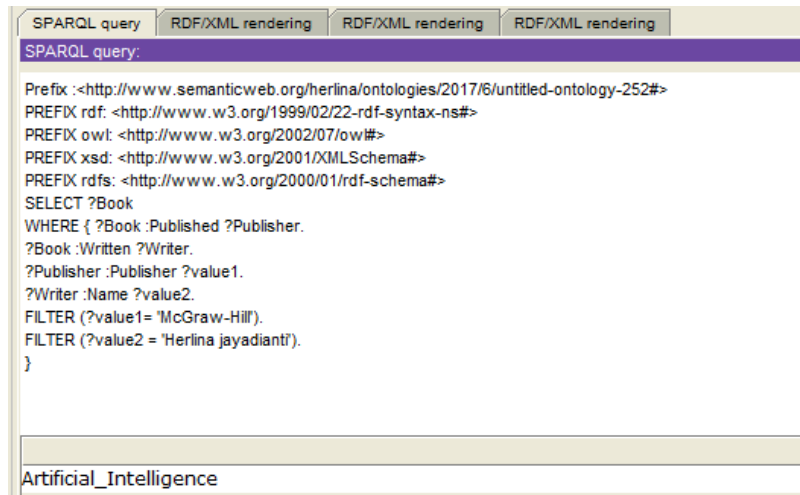 SPARQL query RDF/XML rendering RDF/XML rendering RDF/XML rendering
SPARQL query:
Prefix :<http://www.semanticweb.org/herlina/ontologies/2017/6/untitled-ontology-252#>
PREFIX rdf: <http://www.w3.org/1999/02/22-rdf-syntax-ns#>
PREFIX owl: <http://www.w3.org/2002/07/owl#>
PREFIX xsd: <http://www.w3.org/2001/XMLSchema#>
PREFIX rdfs: <http://www.w3.org/2000/01/rdf-schema#>
SELECT ?Book
WHERE { ?Book :Published ?Publisher.
?Book :Written ?Writer.
?Publisher :Publisher ?value1.
?Writer :Name ?value2.
FILTER (?value1= 'McGraw-Hill').
FILTER (?value2 = 'Herlina jayadianti').
}
Artificial_Intelligence